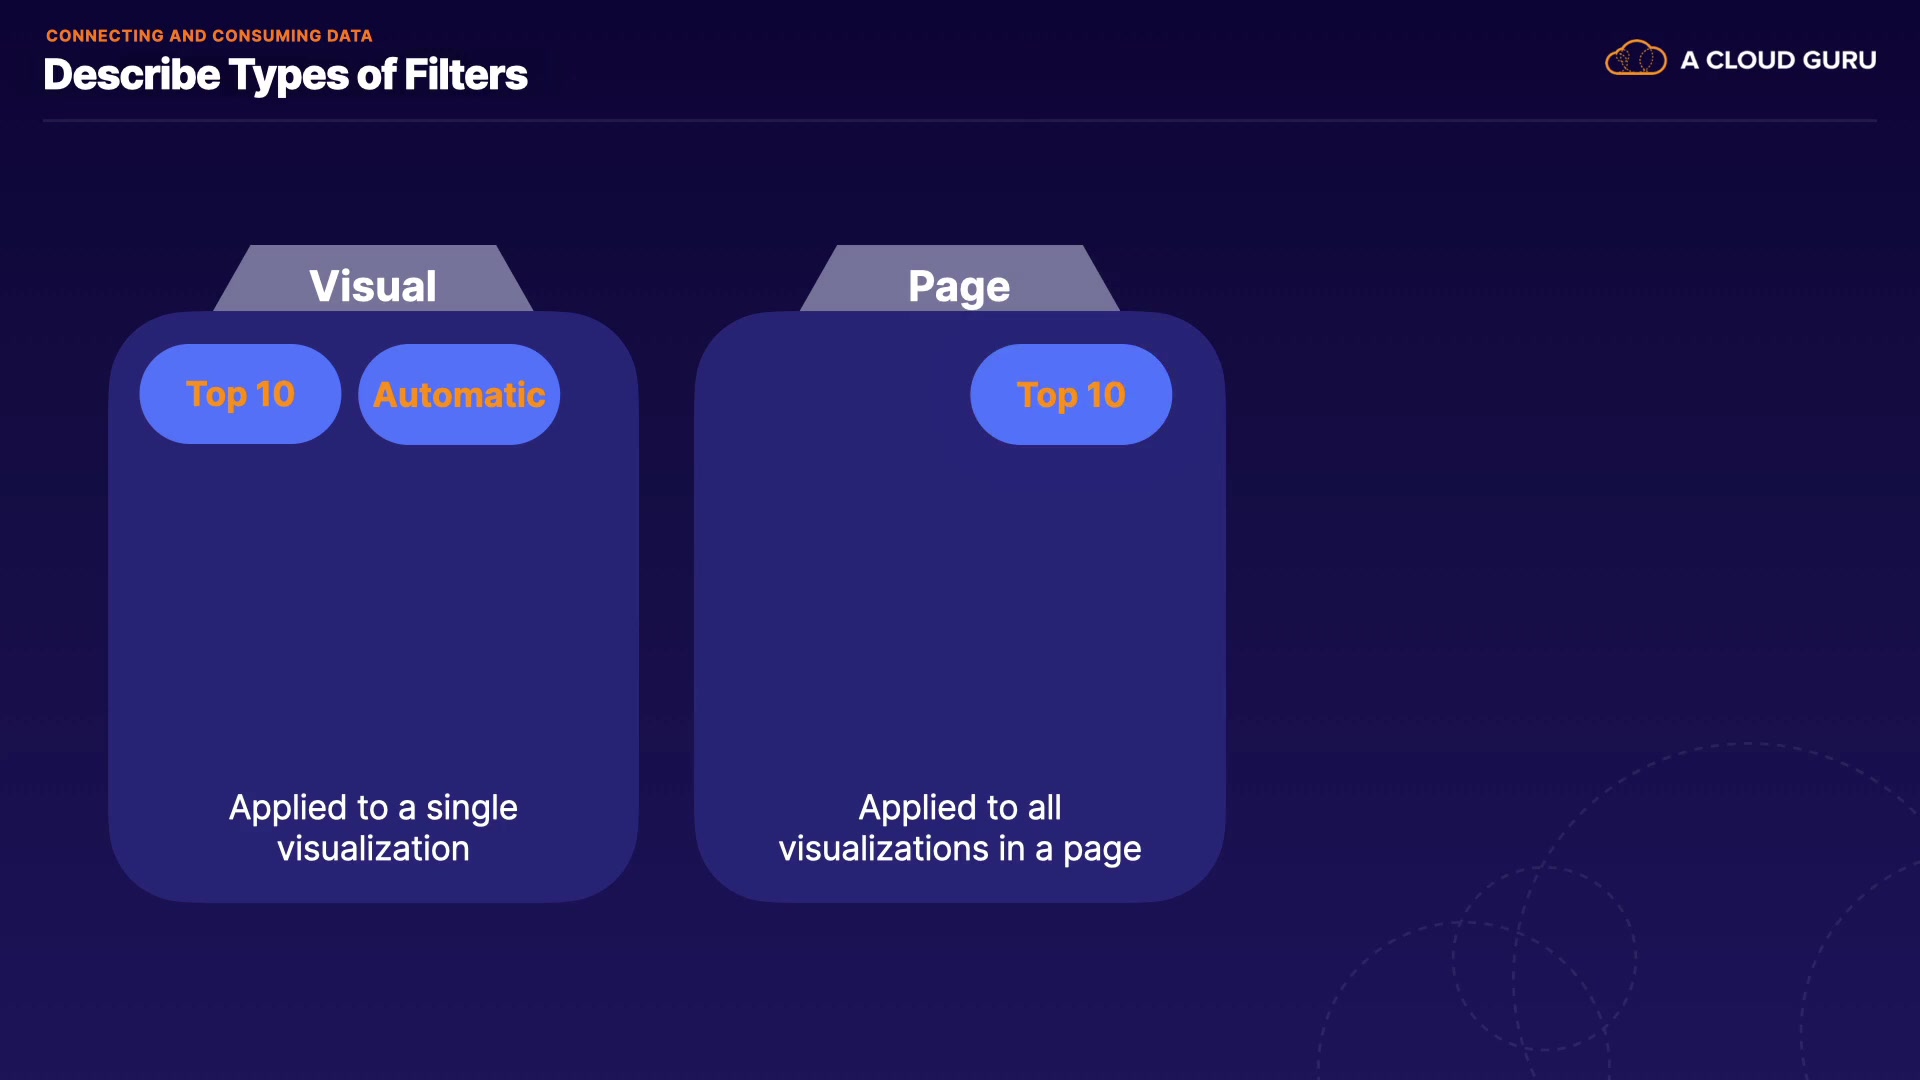 CONNECTING AND CONSUMING DATA
Describe Types of Filters
A CLOUD GURU
Visual
Top 10
Automatic
Applied to a single
visualization
Page
Top 10
Applied to all
visualizations in a page